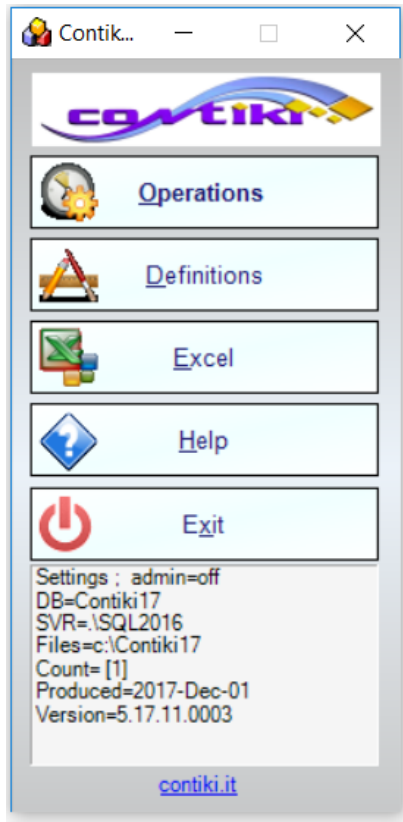 Contik...
contiki
Operations
Definitions
Excel
Help
Exit
Settings ; admin=off
DB=Contiki17
SVR=.\SQL2016
Files=c:\Contiki17
Count= [1]
Produced=2017-Dec-01
Version=5.17.11.0003
contiki.it